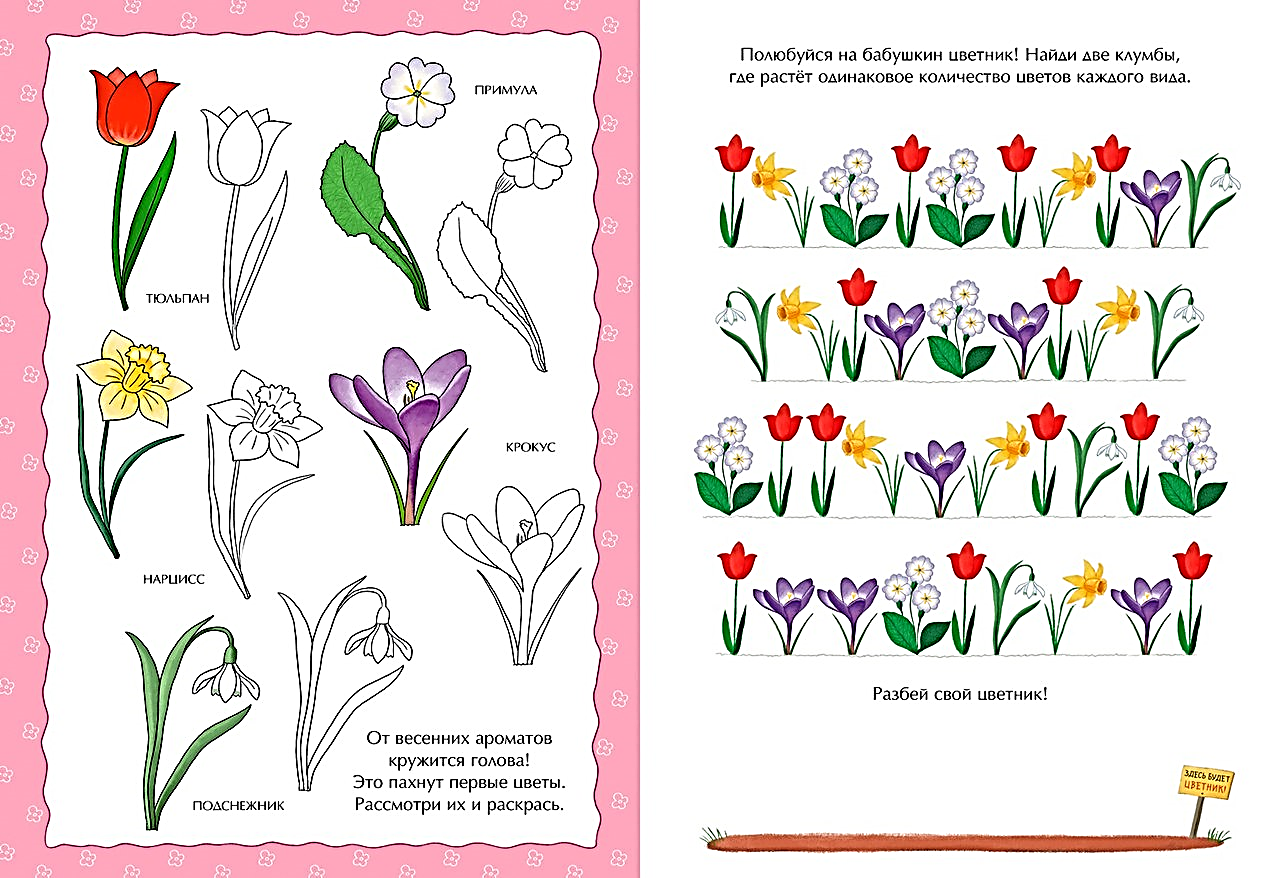 ПРИМУЛА
ТЮЛЬПАН
КРОКУС
НАРЦИСС
ПОДСНЕЖНИК
От весенних ароматов
кружится голова!
Это пахнут первые цветы.
Рассмотри их и раскрась.
Полюбуйся на бабушкин цветник! Найди две клумбы,
где растёт одинаковое количество цветов каждого вида.
Разбей свой цветник!
ЗДЕСЬ БУДЕТ
ЦВЕТНИК!